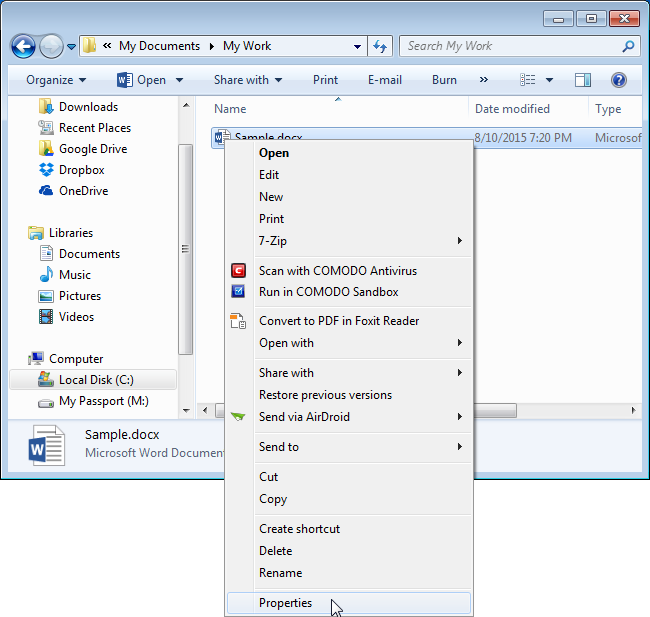 « My Documents My Work
Search My Work
Organize Open Share with Print E-mail Burn »
Name Date modified Type
Downloads
Recent Places
Google Drive
Dropbox
OneDrive
Libraries
Documents
Music
Pictures
Videos
Computer
Local Disk (C:)
My Passport (M:)
Sample.docx 8/10/2015 7:20 PM Microsof
Open
Edit
New
Print
7-Zip
Scan with COMODO Antivirus
Run in COMODO Sandbox
Convert to PDF in Foxit Reader
Open with
Share with
Restore previous versions
Send via AirDroid
Send to
Cut
Copy
Create shortcut
Delete
Rename
Properties
Sample.docx
Microsoft Word Documen